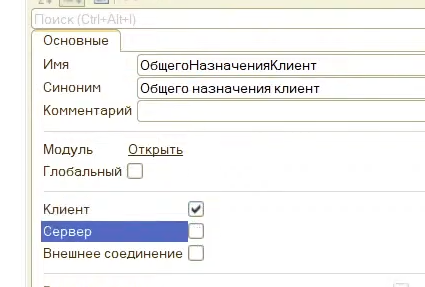 Поиск (Ctrl+Alt+I)
Основные
Имя ОбщегоНазначенияКлиент
Синоним Общего назначения клиент
Комментарий
Модуль Открыть
Глобальный
Клиент
Сервер
Внешнее соединение